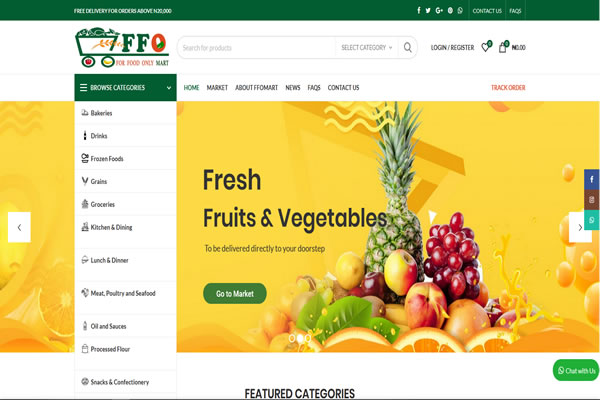 FREE DELIVERY FOR ORDERS ABOVE N20,000
CONTACT US
FAQS
FFO
FOR FOOD ONLY MART
Search for products
SELECT CATEGORY
LOGIN / REGISTER
0
0
₦0.00
BROWSE CATEGORIES
HOME
MARKET
ABOUT FFOMART
NEWS
FAQS
CONTACT US
TRACK ORDER
Bakeries
Drinks
Frozen Foods
Grains
Groceries
Kitchen & Dining
Lunch & Dinner
Meat, Poultry and Seafood
Oil and Sauces
Processed Flour
Snacks & Confectionery
Fresh
Fruits & Vegetables
To be delivered directly to your doorstep
Go to Market
Chat with Us
FEATURED CATEGORIES